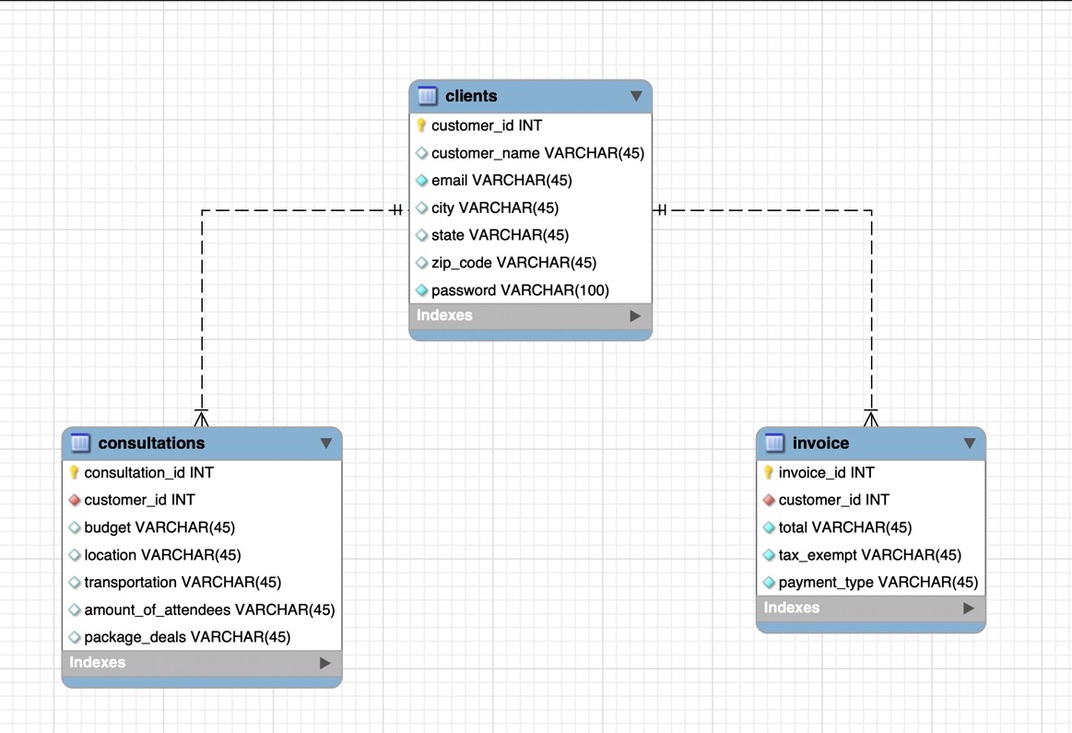 clients
customer_id INT
customer_name VARCHAR(45)
email VARCHAR(45)
city VARCHAR(45)
state VARCHAR(45)
zip_code VARCHAR(45)
password VARCHAR(100)
Indexes
consultations
consultation_id INT
customer_id INT
budget VARCHAR(45)
location VARCHAR(45)
transportation VARCHAR(45)
amount_of_attendees VARCHAR(45)
package_deals VARCHAR(45)
Indexes
invoice
invoice_id INT
customer_id INT
total VARCHAR(45)
tax_exempt VARCHAR(45)
payment_type VARCHAR(45)
Indexes